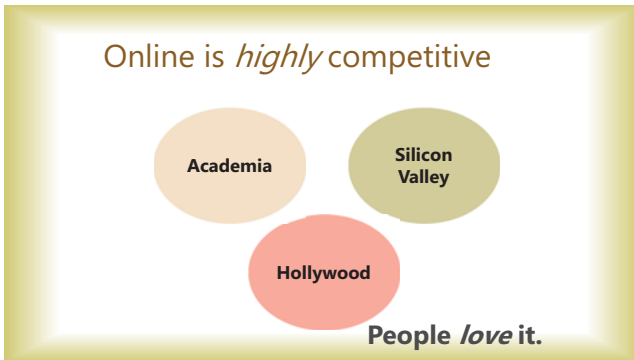 Online is highly competitive
Academia
Silicon
Valley
Hollywood
People love it.